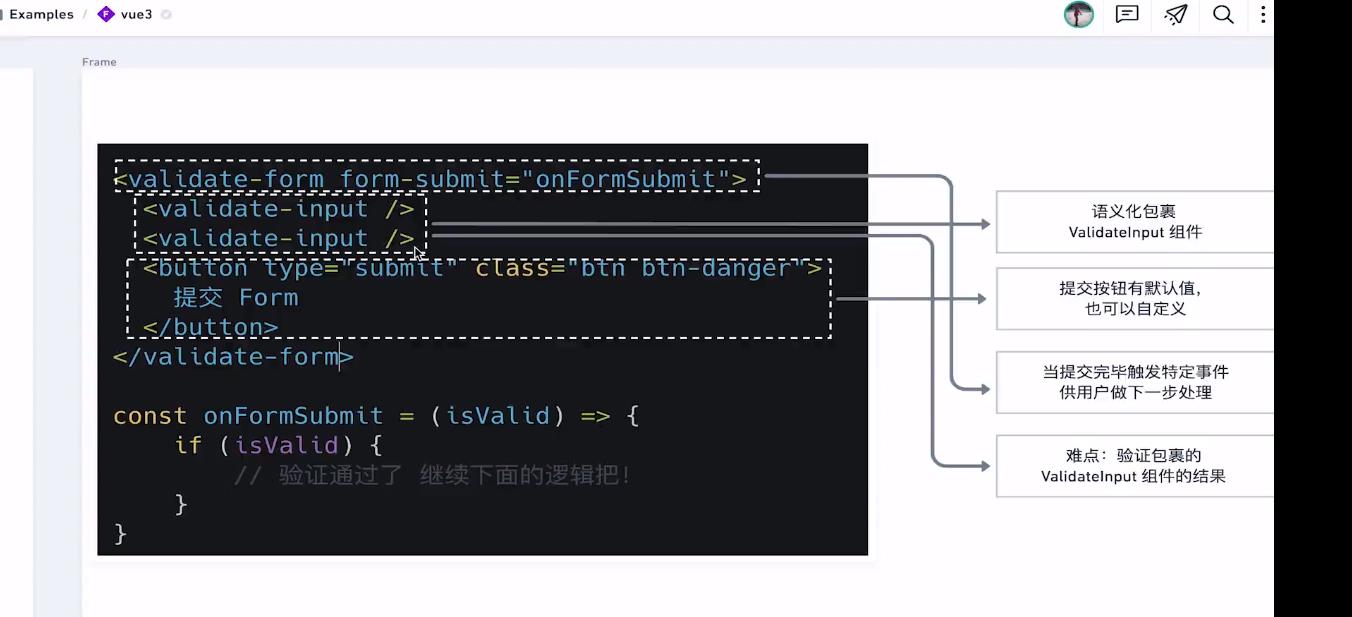 Examples / vue3
Frame
<validate-form form-submit="onFormSubmit">
<validate-input />
<validate-input />
<button type="submit" class="btn btn-danger">
提交 Form
</button>
</validate-form>
const onFormSubmit = (isValid) => {
if (isValid) {
// 验证通过了 继续下面的逻辑把!
}
}
语义化包裹
ValidateInput 组件
提交按钮有默认值,
也可以自定义
当提交完毕触发特定事件
供用户做下一步处理
难点：验证包裹的
ValidateInput 组件的结果